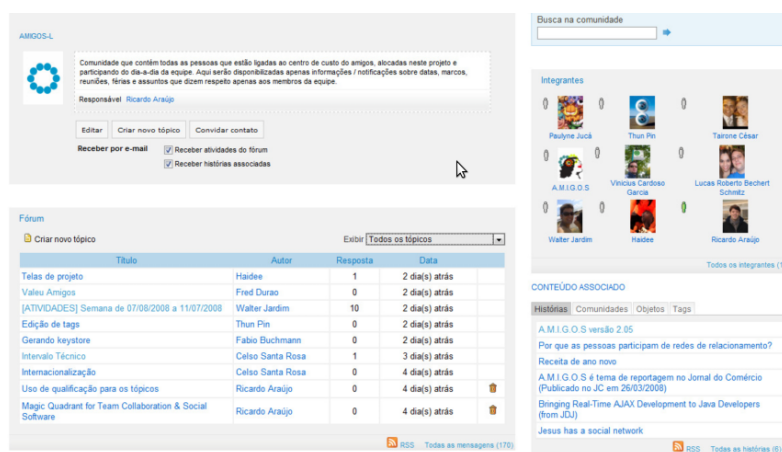 AMIGOS-L
Comunidade que contém todas as pessoas que estão ligadas ao centro de custo do amigos, alocadas neste projeto e
participando do dia-a-dia da equipe. Aqui serão disponibilizadas apenas informações / notificações sobre datas, marcos,
reuniões, férias e assuntos que dizem respeito apenas aos membros da equipe.
Responsável Ricardo Araújo
Editar Criar novo tópico Convidar contato
Receber por e-mail Receber atividades do fórum
Receber histórias associadas
Fórum
Criar novo tópico Exibir Todos os tópicos
Título Autor Resposta Data
Telas de projeto Haidee 1 2 dia(s) atrás
Valeu Amigos Fred Durao 0 2 dia(s) atrás
[ATIVIDADES] Semana de 07/08/2008 a 11/07/2008 Walter Jardim 10 2 dia(s) atrás
Edição de tags Thun Pin 0 2 dia(s) atrás
Gerando keystore Fabio Buchmann 0 2 dia(s) atrás
Intervalo Técnico Celso Santa Rosa 1 3 dia(s) atrás
Internacionalização Celso Santa Rosa 0 4 dia(s) atrás
Uso de qualificação para os tópicos Ricardo Araújo 0 4 dia(s) atrás
Magic Quadrant for Team Collaboration & Social
Software Ricardo Araújo 0 4 dia(s) atrás
RSS Todas as mensagens (170)
Busca na comunidade
Integrantes
Paulyne Jucá Thun Pin Tairone César
A.M.I.G.O.S Vinicius Cardoso
Garcia Lucas Roberto Bechert
Schmitz
Walter Jardim Haidee Ricardo Araújo
Todos os integrantes (1
CONTEÚDO ASSOCIADO
Histórias Comunidades Objetos Tags
A.M.I.G.O.S versão 2.05
Por que as pessoas participam de redes de relacionamento?
Receita de ano novo
A.M.I.G.O.S é tema de reportagem no Jornal do Comércio
(Publicado no JC em 26/03/2008)
Bringing Real-Time AJAX Development to Java Developers
(from JDJ)
Jesus has a social network
RSS Todas as histórias (6)